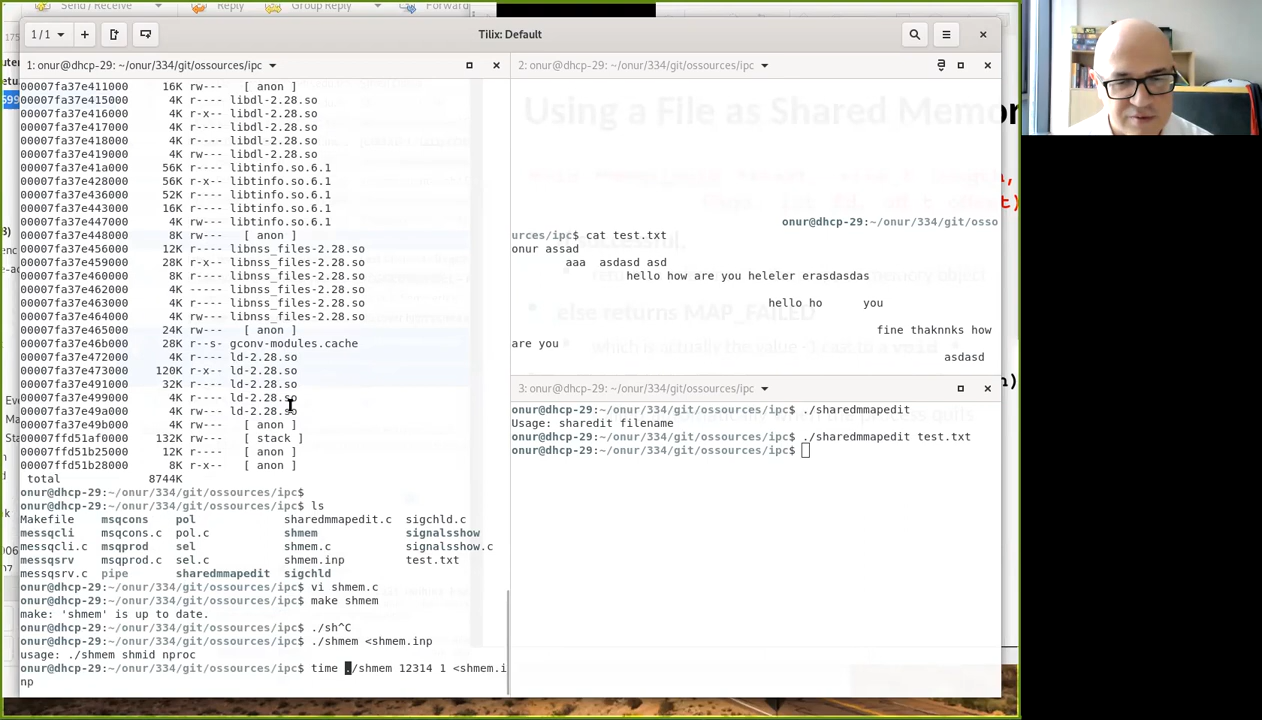 Send / Receive
Reply
Group Reply
Forward
1 / 1
Tilix: Default
1: onur@dhcp-29: ~/onur/334/git/ossources/ipc
00007fa37e411000 16K rw--- [ anon ]
00007fa37e415000 4K r---- libdl-2.28.so
00007fa37e416000 4K r-x-- libdl-2.28.so
00007fa37e417000 4K r---- libdl-2.28.so
00007fa37e418000 4K r---- libdl-2.28.so
00007fa37e419000 4K rw--- libdl-2.28.so
00007fa37e41a000 56K r---- libtinfo.so.6.1
00007fa37e428000 56K r-x-- libtinfo.so.6.1
00007fa37e436000 52K r---- libtinfo.so.6.1
00007fa37e443000 16K r---- libtinfo.so.6.1
00007fa37e447000 4K rw--- libtinfo.so.6.1
00007fa37e448000 8K rw--- [ anon ]
00007fa37e456000 12K r---- libnss_files-2.28.so
00007fa37e459000 28K r-x-- libnss_files-2.28.so
00007fa37e460000 8K r---- libnss_files-2.28.so
00007fa37e462000 4K ----- libnss_files-2.28.so
00007fa37e463000 4K r---- libnss_files-2.28.so
00007fa37e464000 4K rw--- libnss_files-2.28.so
00007fa37e465000 24K rw--- [ anon ]
00007fa37e46b000 28K r--s- gconv-modules.cache
00007fa37e472000 4K r---- ld-2.28.so
00007fa37e473000 120K r-x-- ld-2.28.so
00007fa37e491000 32K r---- ld-2.28.so
00007fa37e499000 4K r---- ld-2.28.so
00007fa37e49a000 4K rw--- ld-2.28.so
00007fa37e49b000 4K rw--- [ anon ]
00007ffd51af0000 132K rw--- [ stack ]
00007ffd51b25000 12K r---- [ anon ]
00007ffd51b28000 8K r-x-- [ anon ]
total 8744K
onur@dhcp-29:~/onur/334/git/ossources/ipc$
onur@dhcp-29:~/onur/334/git/ossources/ipc$ ls
Makefile msqcons pol sharedmmapedit.c sigchld.c
messqcli msqcons.c pol.c shmem signalsshow
messqcli.c msqprod sel shmem.c signalsshow.c
messqsrv msqprod.c sel.c shmem.inp test.txt
messqsrv.c pipe sharedmmapedit sigchld
onur@dhcp-29:~/onur/334/git/ossources/ipc$ vi shmem.c
onur@dhcp-29:~/onur/334/git/ossources/ipc$ make shmem
make: 'shmem' is up to date.
onur@dhcp-29:~/onur/334/git/ossources/ipc$ ./sh^C
onur@dhcp-29:~/onur/334/git/ossources/ipc$ ./shmem <shmem.inp
usage: ./shmem shmid nproc
onur@dhcp-29:~/onur/334/git/ossources/ipc$ time ./shmem 12314 1 <shmem.i
np
2: onur@dhcp-29: ~/onur/334/git/ossources/ipc
Using a File as Shared Memor
onur@dhcp-29:~/onur/334/git/osso
urces/ipc$ cat test.txt
onur assad
aaa asdasd asd
hello how are you heleler erasdasdas
hello ho you
fine thaknnks how
are you
asdasd
successful,
else returns MAP_FAILED
which is actually the value -1 cast to a void
3: onur@dhcp-29: ~/onur/334/git/ossources/ipc
onur@dhcp-29:~/onur/334/git/ossources/ipc$ ./sharedmmapedit
Usage: sharedit filename
onur@dhcp-29:~/onur/334/git/ossources/ipc$ ./sharedmmapedit test.txt
onur@dhcp-29:~/onur/334/git/ossources/ipc$